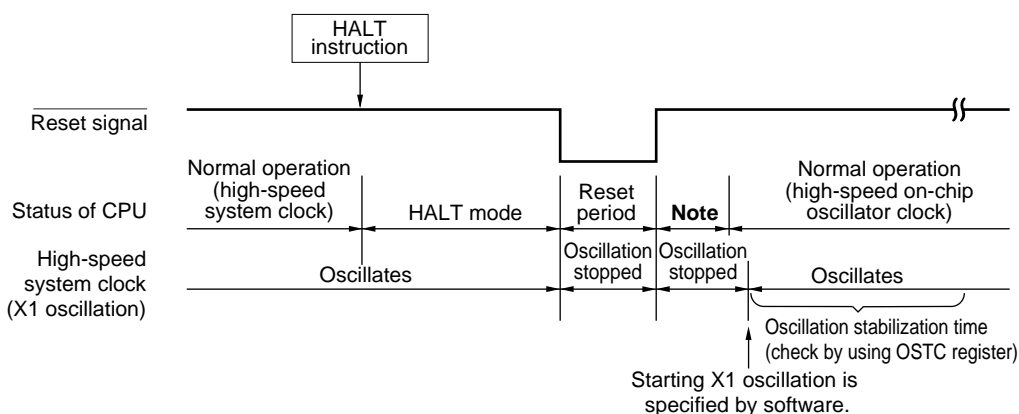 HALT
instruction
Reset signal
Normal operation
(high-speed
system clock)
Status of CPU
HALT mode
Reset
period
Note
Normal operation
(high-speed on-chip
oscillator clock)
High-speed
system clock
(X1 oscillation)
Oscillates
Oscillation
stopped
Oscillation
stopped
Oscillates
Oscillation stabilization time
(check by using OSTC register)
Starting X1 oscillation is
specified by software.